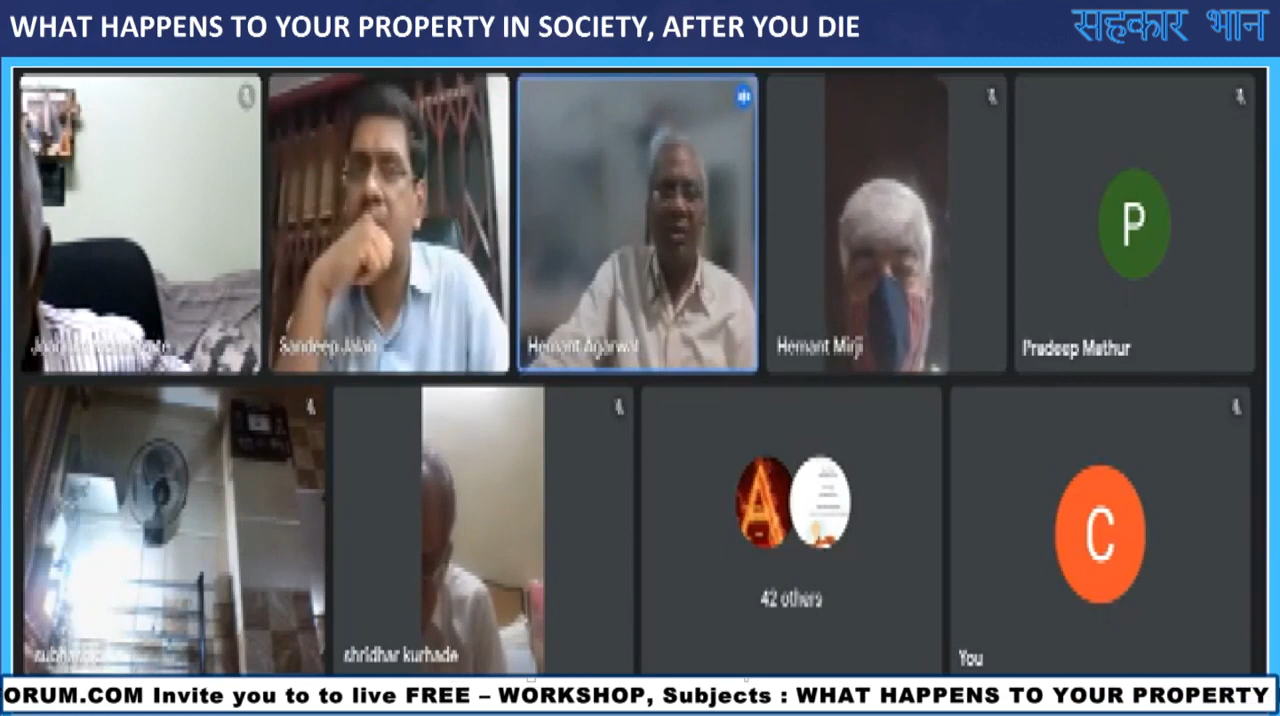 WHAT HAPPENS TO YOUR PROPERTY IN SOCIETY, AFTER YOU DIE
सहकार भान
Sandeep Jalan
Hemant Agarwal
Hemant Mirji
P
Pradeep Mathur
shridhar kurhade
A
42 others
C
You
ORUM.COM Invite you to to live FREE – WORKSHOP, Subjects : WHAT HAPPENS TO YOUR PROPERTY